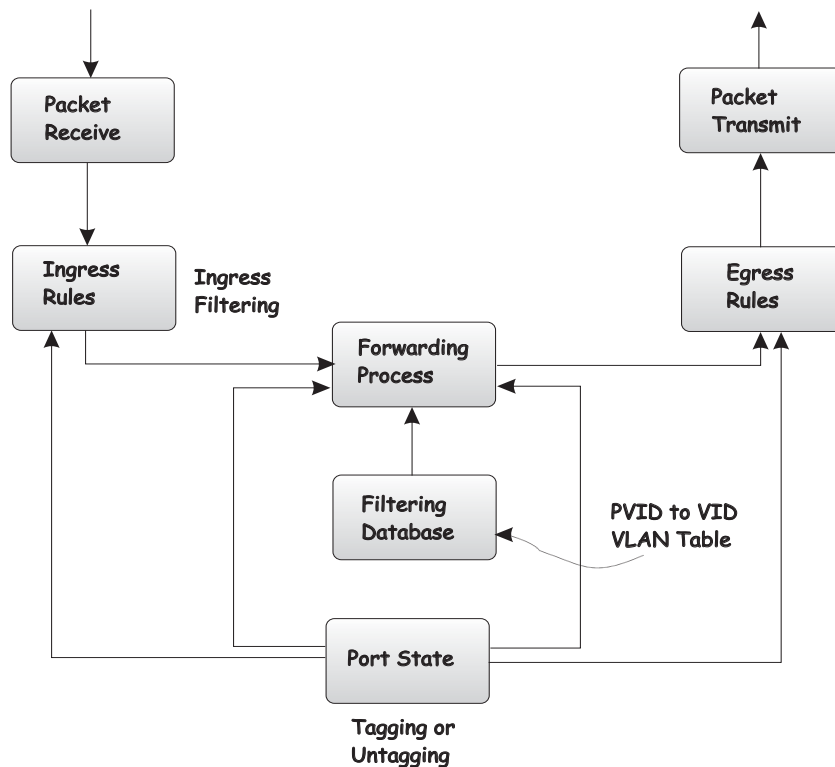 Packet
Receive
Packet
Transmit
Ingress
Rules
Ingress
Filtering
Egress
Rules
Forwarding
Process
Filtering
Database
PVID to VID
VLAN Table
Port State
Tagging or
Untagging